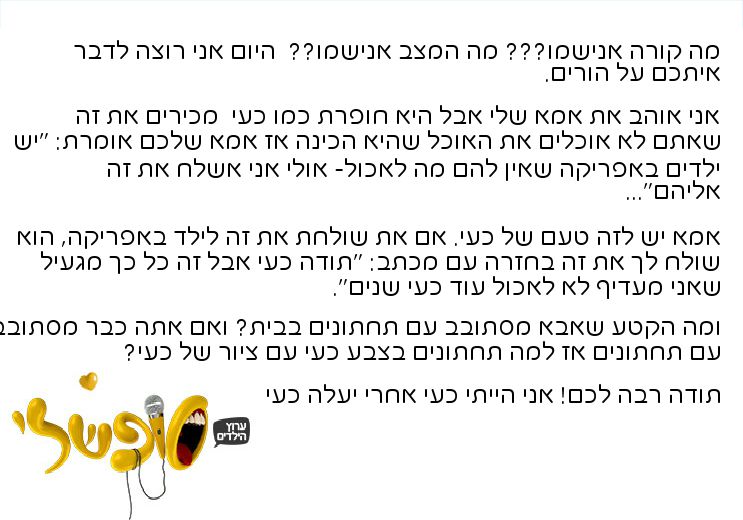 מה קורה אנישמו??? מה המצב אנישמו??  היום אני רוצה לדבר
איתכם על הורים.
אני אוהב את אמא שלי אבל היא חופרת כמו כעי  מכירים את זה
שאתם לא אוכלים את האוכל שהיא הכינה אז אמא שלכם אומרת: "יש
ילדים באפריקה שאין להם מה לאכול- אולי אני אשלח את זה
אליהם"...
אמא יש לזה טעם של כעי. אם את שולחת את זה לילד באפריקה, הוא
שולח לך את זה בחזרה עם מכתב: "תודה כעי אבל זה כל כך מגעיל
שאני מעדיף לא לאכול עוד כעי שנים".
ומה הקטע שאבא מסתובב עם תחתונים בבית? ואם אתה כבר מסתובב
עם תחתונים אז למה תחתונים בצבע כעי עם ציור של כעי?
תודה רבה לכם! אני הייתי כעי אחרי יעלה כעי
סופשלי
ערוץ
הילדים